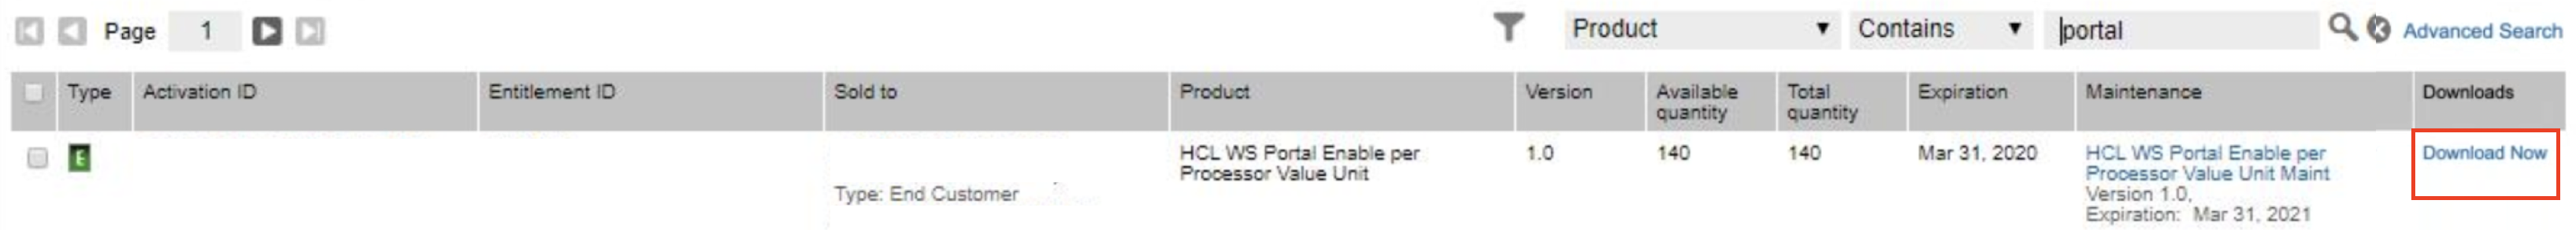 Page 1 Product Contains portal Advanced Search
Type Activation ID Entitlement ID Sold to Product Version Available quantity Total quantity Expiration Maintenance Downloads
E HCL WS Portal Enable per 1.0 140 140 Mar 31, 2020 HCL WS Portal Enable per Download Now
Processor Value Unit Processor Value Unit Maint
Type: End Customer Version 1.0,
Expiration: Mar 31, 2021